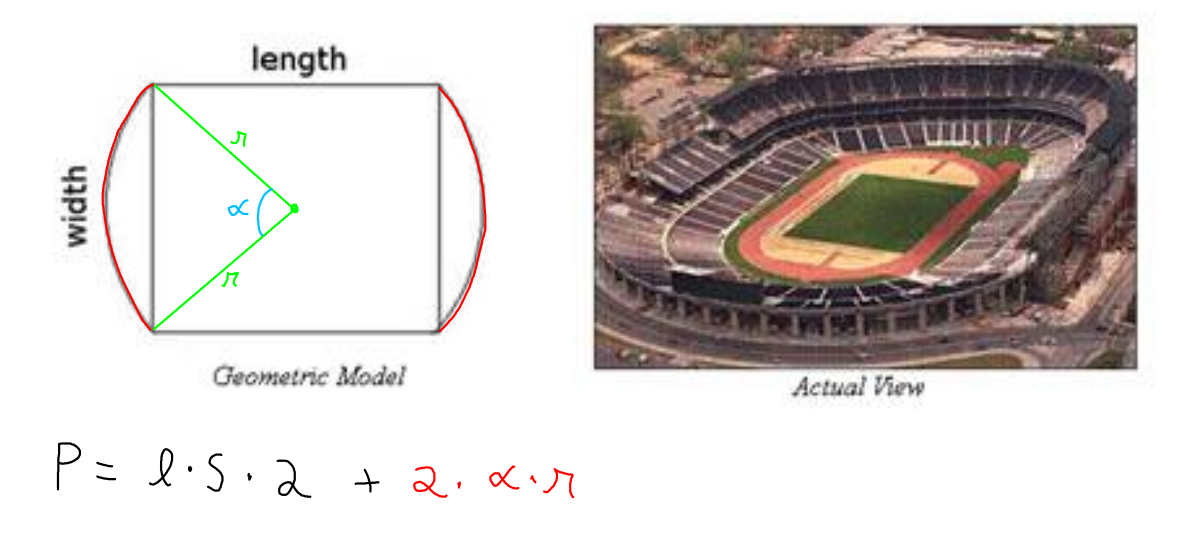 length
width
r
α
r
Geometric Model
Actual View
P = l · S · 2 + 2 · α · r